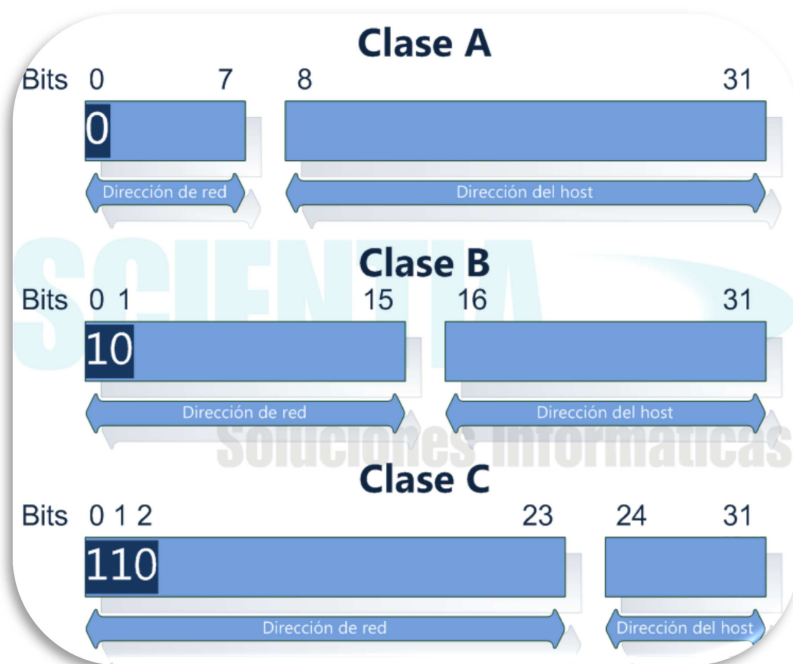 Clase A
Bits 0 7 8 31
0
Dirección de red Dirección del host
SCIENTIA
Clase B
Bits 0 1 15 16 31
10
Dirección de red Dirección del host
Soluciones Informáticas
Clase C
Bits 0 1 2 23 24 31
110
Dirección de red Dirección del host